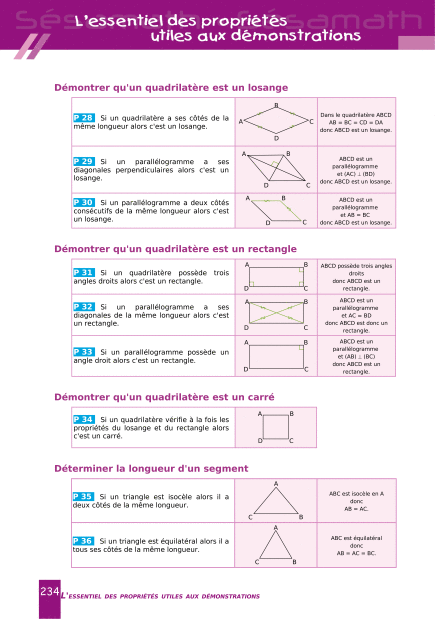 Sésamath Sésamath
L'essentiel des propriétés
utiles aux démonstrations
Démontrer qu'un quadrilatère est un losange
P 28 Si un quadrilatère a ses côtés de la
même longueur alors c'est un losange.
A
B
C
D
Dans le quadrilatère ABCD
AB = BC = CD = DA
donc ABCD est un losange.
P 29 Si un parallélogramme a ses
diagonales perpendiculaires alors c'est un
losange.
A B
D C
ABCD est un
parallélogramme
et (AC) ⊥ (BD)
donc ABCD est un losange.
P 30 Si un parallélogramme a deux côtés
consécutifs de la même longueur alors c'est
un losange.
A B
D C
ABCD est un
parallélogramme
et AB = BC
donc ABCD est un losange.
Démontrer qu'un quadrilatère est un rectangle
P 31 Si un quadrilatère possède trois
angles droits alors c'est un rectangle.
A B
D C
ABCD possède trois angles
droits
donc ABCD est un
rectangle.
P 32 Si un parallélogramme a ses
diagonales de la même longueur alors c'est
un rectangle.
A B
D C
ABCD est un
parallélogramme
et AC = BD
donc ABCD est donc un
rectangle.
P 33 Si un parallélogramme possède un
angle droit alors c'est un rectangle.
A B
D C
ABCD est un
parallélogramme
et (AB) ⊥ (BC)
donc ABCD est un
rectangle.
Démontrer qu'un quadrilatère est un carré
P 34 Si un quadrilatère vérifie à la fois les
propriétés du losange et du rectangle alors
c'est un carré.
A B
D C
Déterminer la longueur d'un segment
P 35 Si un triangle est isocèle alors il a
deux côtés de la même longueur.
A
C B
ABC est isocèle en A
donc
AB = AC.
P 36 Si un triangle est équilatéral alors il a
tous ses côtés de la même longueur.
A
C B
ABC est équilatéral
donc
AB = AC = BC.
234 L'ESSENTIEL DES PROPRIÉTÉS UTILES AUX DÉMONSTRATIONS